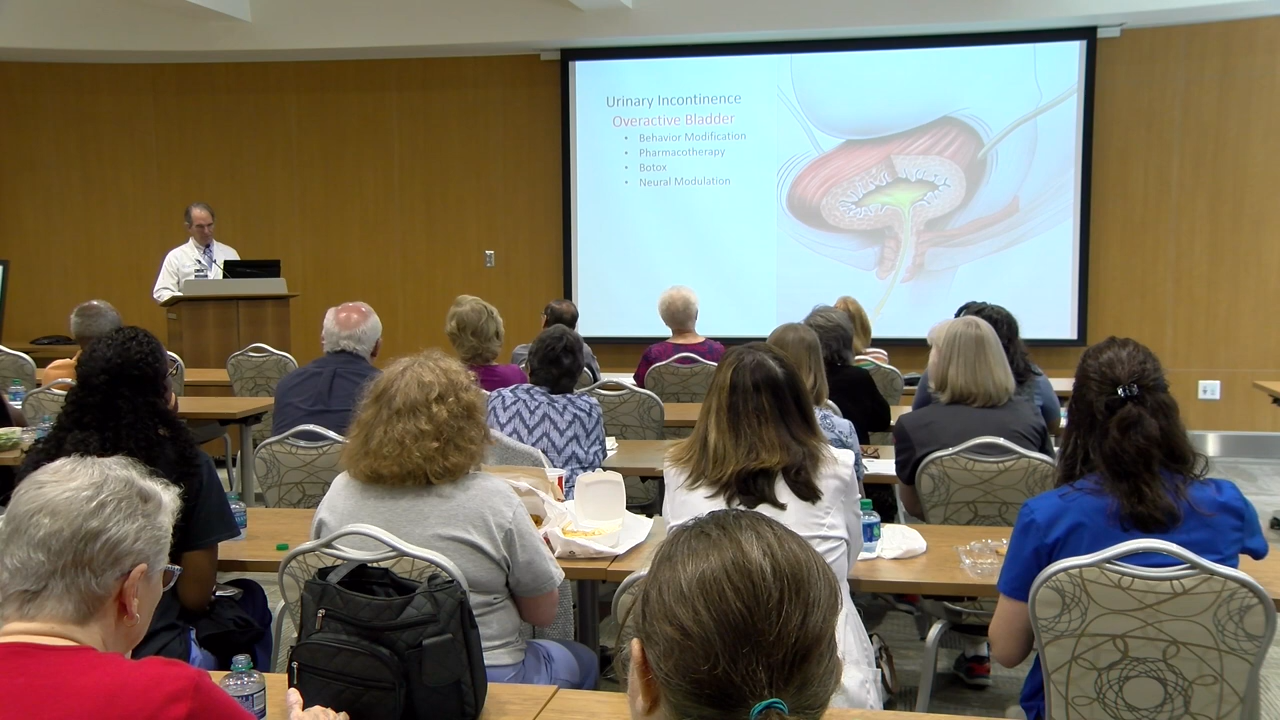 Urinary Incontinence
Overactive Bladder
• Behavior Modification
• Pharmacotherapy
• Botox
• Neural Modulation